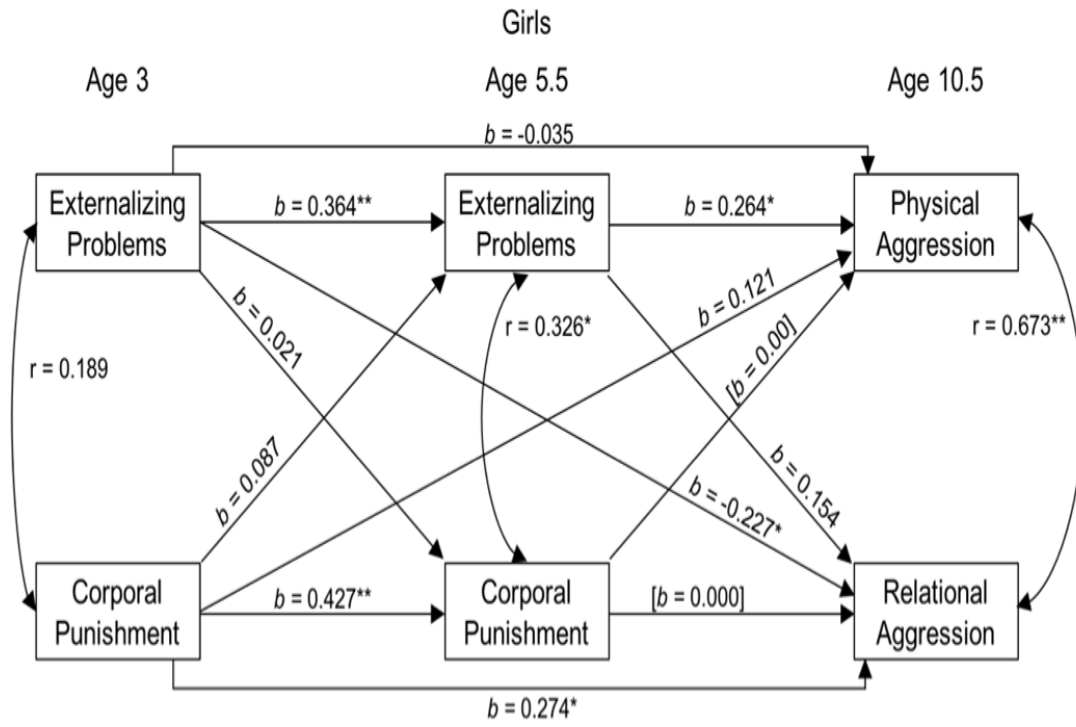 Girls
Age 3
Age 5.5
Age 10.5
b = -0.035
Externalizing
Problems
b = 0.364**
Externalizing
Problems
b = 0.264*
Physical
Aggression
b = 0.021
b = 0.121
r = 0.326*
r = 0.673**
[b = 0.00]
r = 0.189
b = 0.087
b = 0.154
b = -0.227*
Corporal
Punishment
b = 0.427**
Corporal
Punishment
[b = 0.000]
Relational
Aggression
b = 0.274*